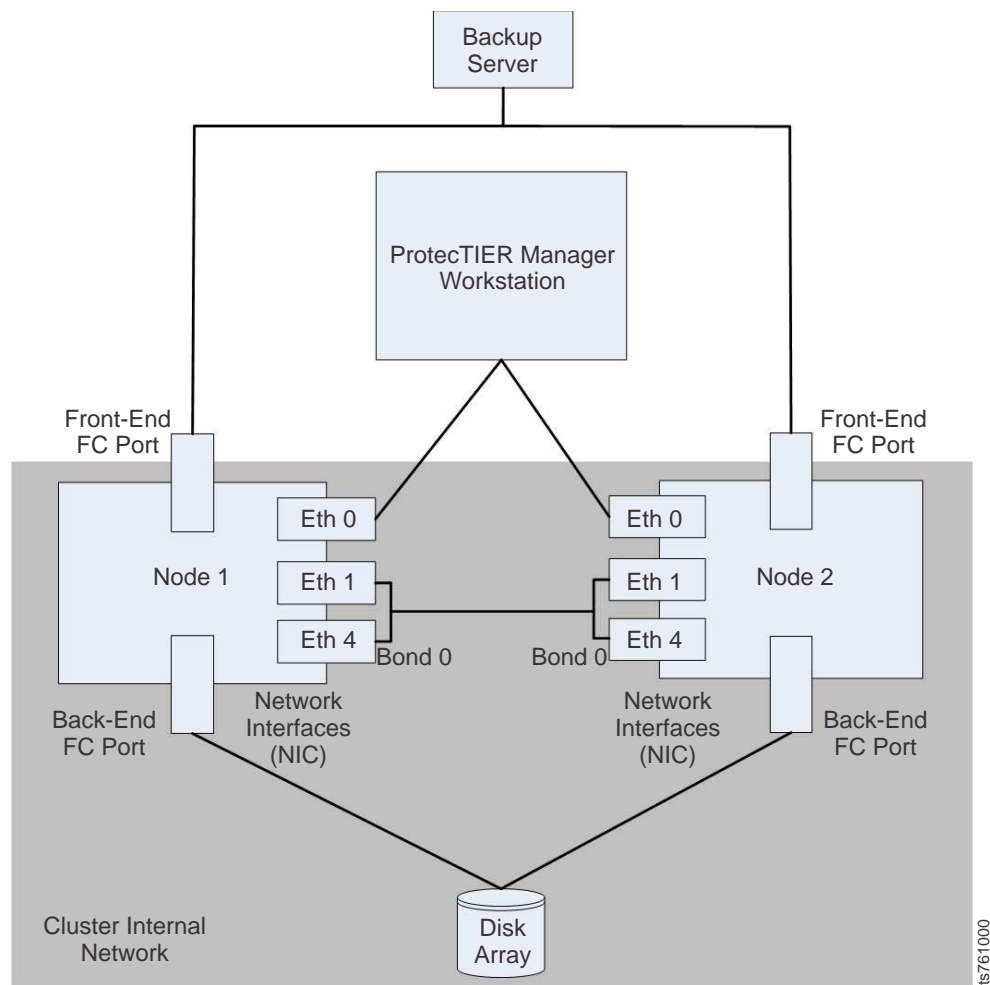 Backup
Server
ProtecTIER Manager
Workstation
Front-End
FC Port
Front-End
FC Port
Node 1
Eth 0
Eth 1
Eth 4
Bond 0
Eth 0
Eth 1
Eth 4
Bond 0
Node 2
Back-End
FC Port
Network
Interfaces
(NIC)
Network
Interfaces
(NIC)
Back-End
FC Port
Cluster Internal
Network
Disk
Array
ts761000